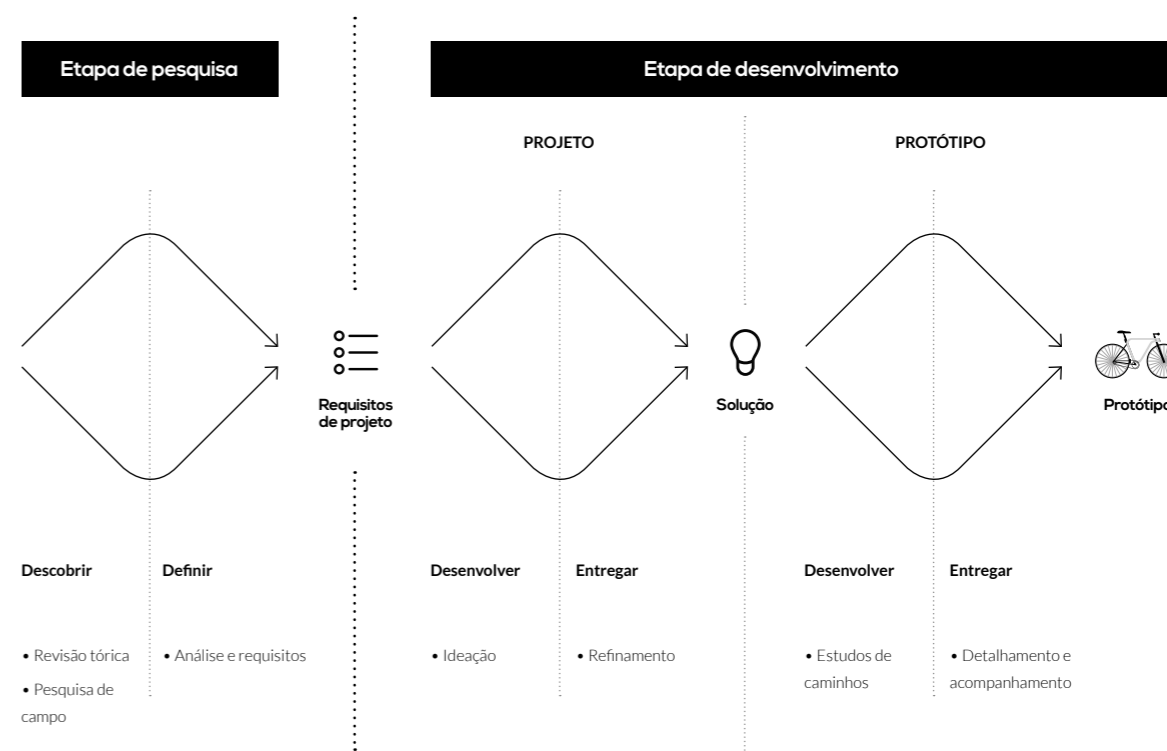 Etapa de pesquisa
Etapa de desenvolvimento
PROJETO
PROTÓTIPO
Requisitos
de projeto
Solução
Protótipo
Descobrir
Definir
Desenvolver
Entregar
Desenvolver
Entregar
• Revisão tórica
• Pesquisa de
campo
• Análise e requisitos
• Ideação
• Refinamento
• Estudos de
caminhos
• Detalhamento e
acompanhamento